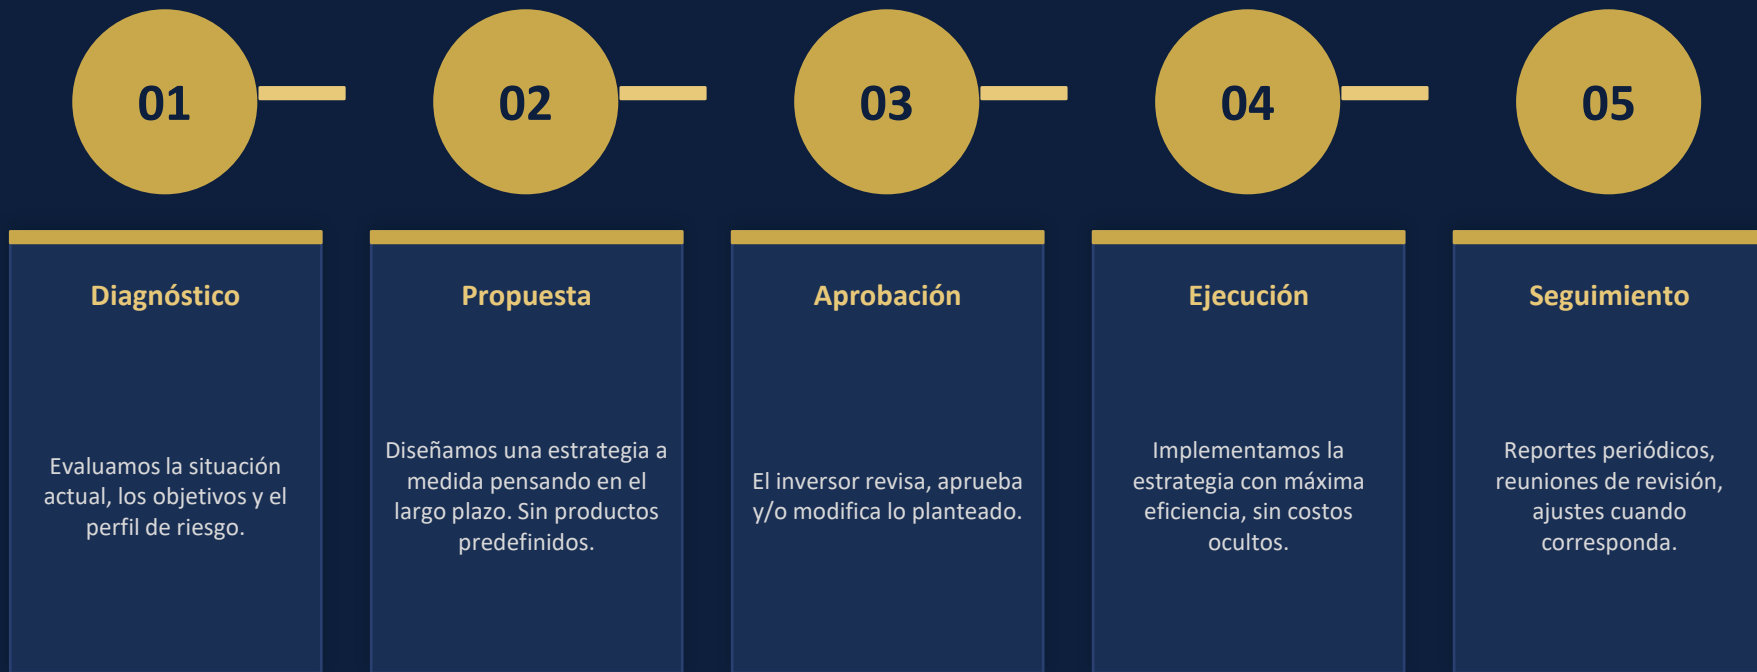 01
02
03
04
05
Diagnóstico
Evaluamos la situación
actual, los objetivos y el
perfil de riesgo.
Propuesta
Diseñamos una estrategia a
medida pensando en el
largo plazo. Sin productos
predefinidos.
Aprobación
El inversor revisa, aprueba
y/o modifica lo planteado.
Ejecución
Implementamos la
estrategia con máxima
eficiencia, sin costos
ocultos.
Seguimiento
Reportes periódicos,
reuniones de revisión,
ajustes cuando
corresponda.